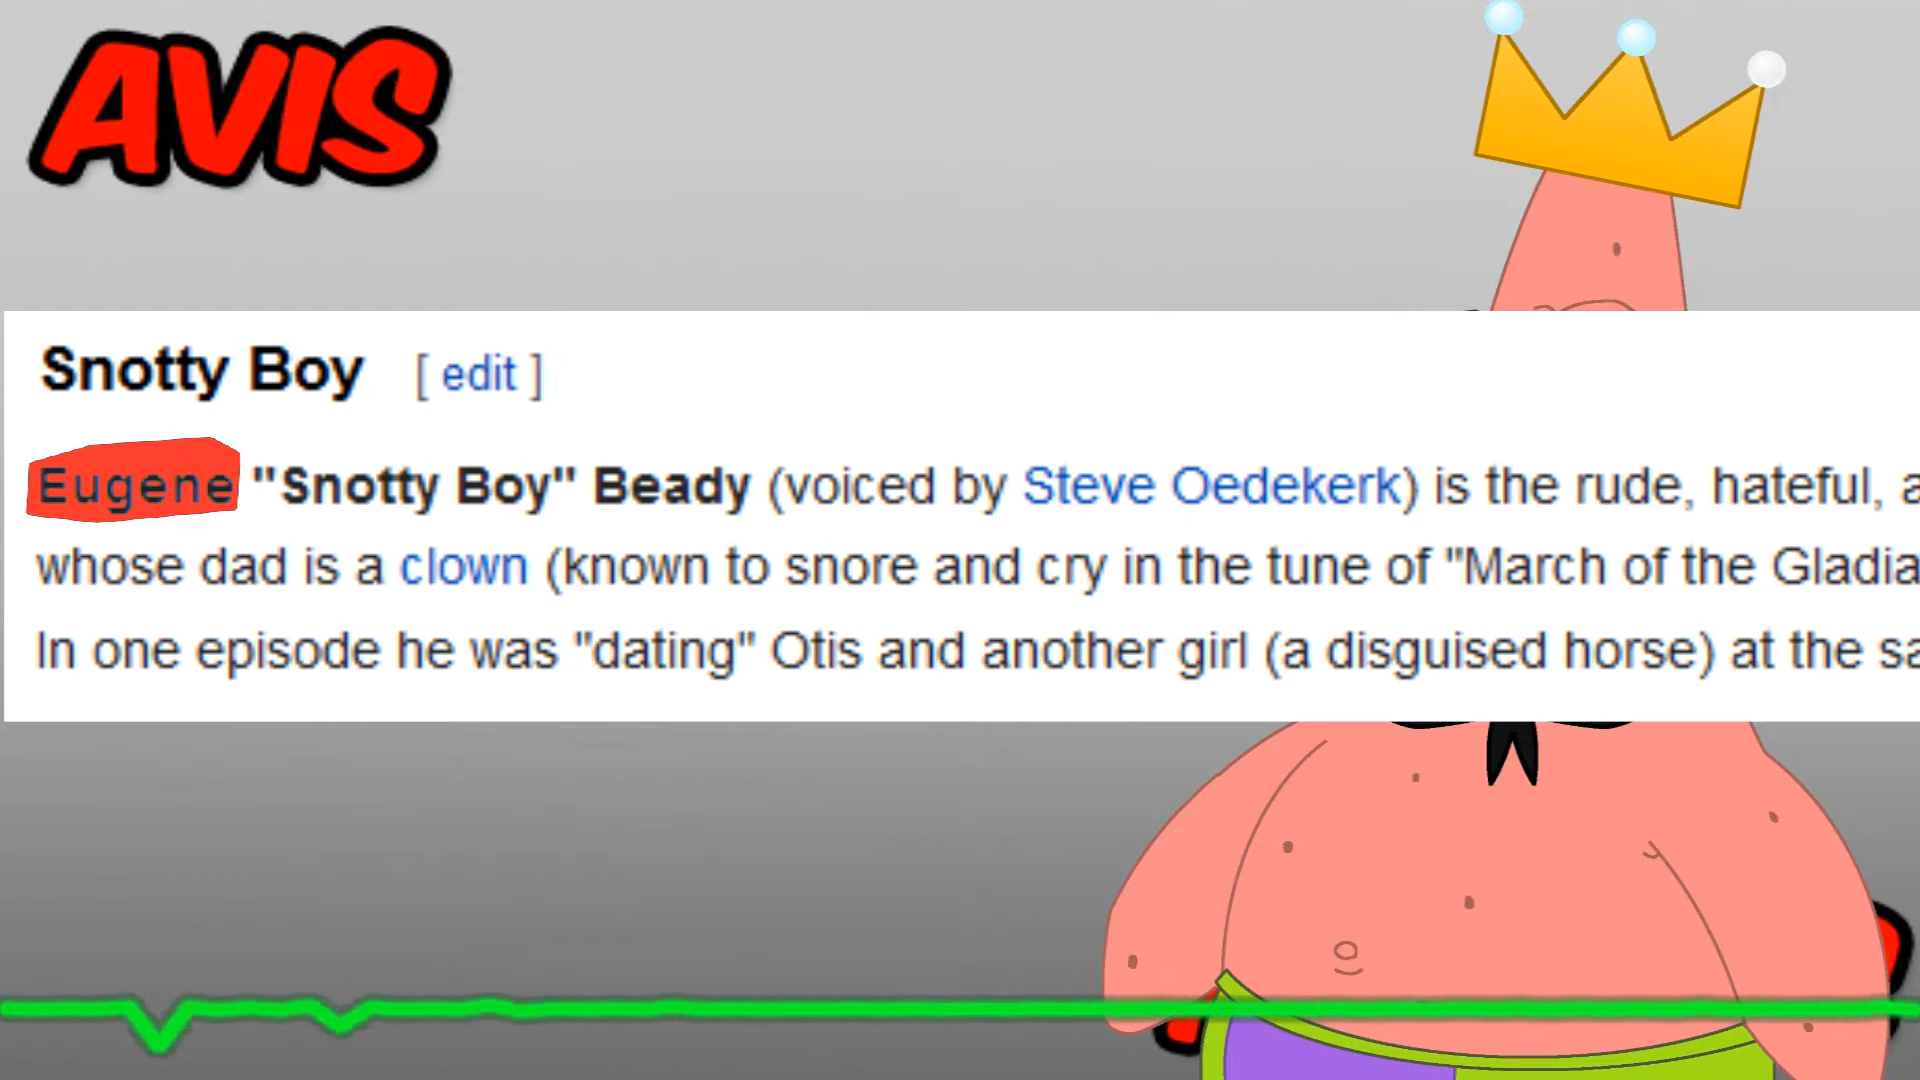 AVIS
Snotty Boy [ edit ]
Eugene "Snotty Boy" Beady (voiced by Steve Oedekerk) is the rude, hateful, a
whose dad is a clown (known to snore and cry in the tune of "March of the Gladia
In one episode he was "dating" Otis and another girl (a disguised horse) at the sa